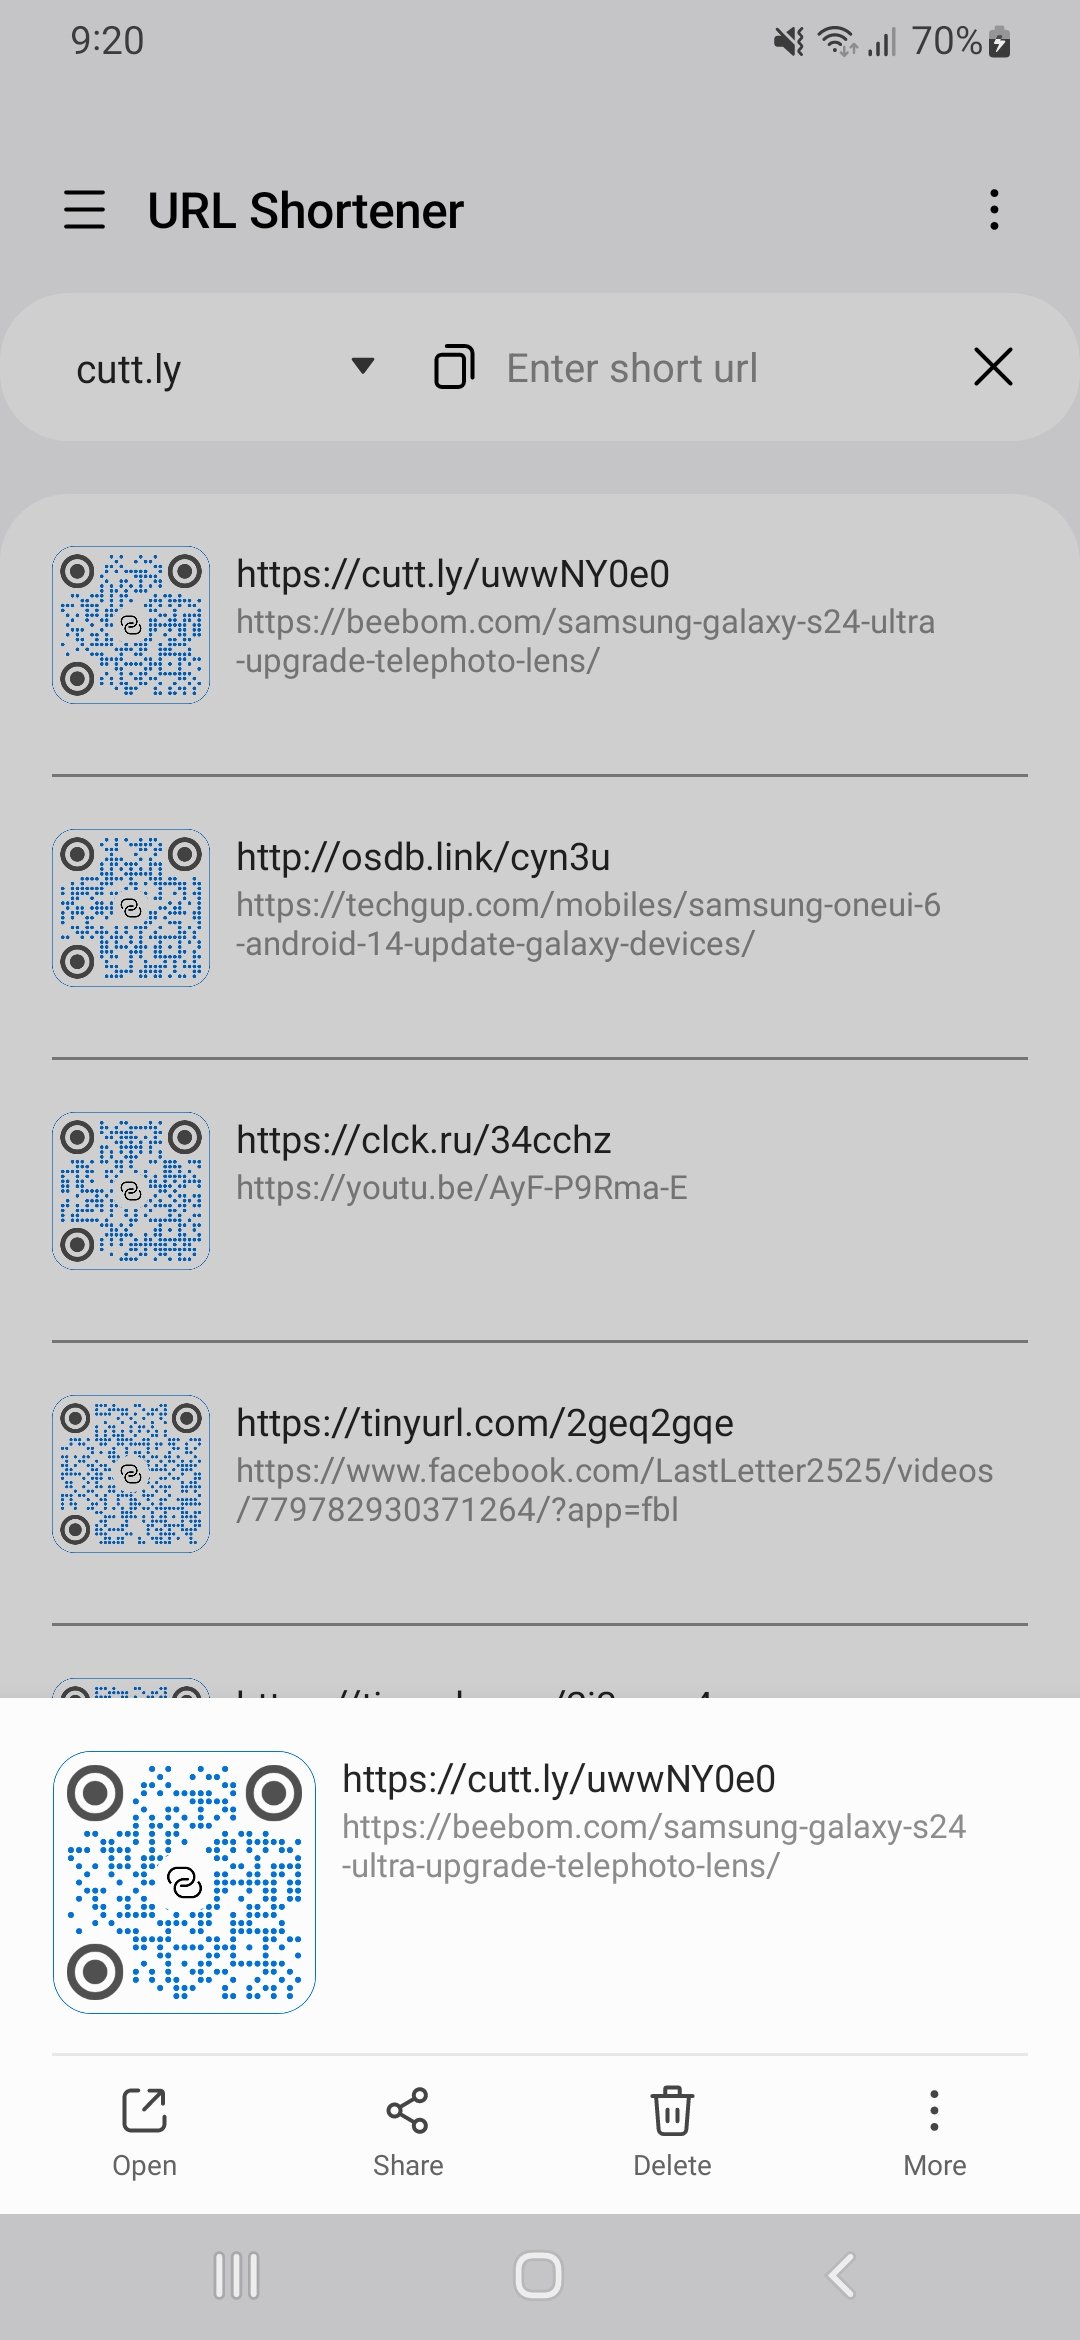 9:20
70%
URL Shortener
cutt.ly
Enter short url
https://cutt.ly/uwwNY0e0
https://beebom.com/samsung-galaxy-s24-ultra
-upgrade-telephoto-lens/
http://osdb.link/cyn3u
https://techgup.com/mobiles/samsung-oneui-6
-android-14-update-galaxy-devices/
https://clck.ru/34cchz
https://youtu.be/AyF-P9Rma-E
https://tinyurl.com/2geq2gqe
https://www.facebook.com/LastLetter2525/videos
/779782930371264/?app=fbl
https://cutt.ly/uwwNY0e0
https://beebom.com/samsung-galaxy-s24
-ultra-upgrade-telephoto-lens/
Open
Share
Delete
More